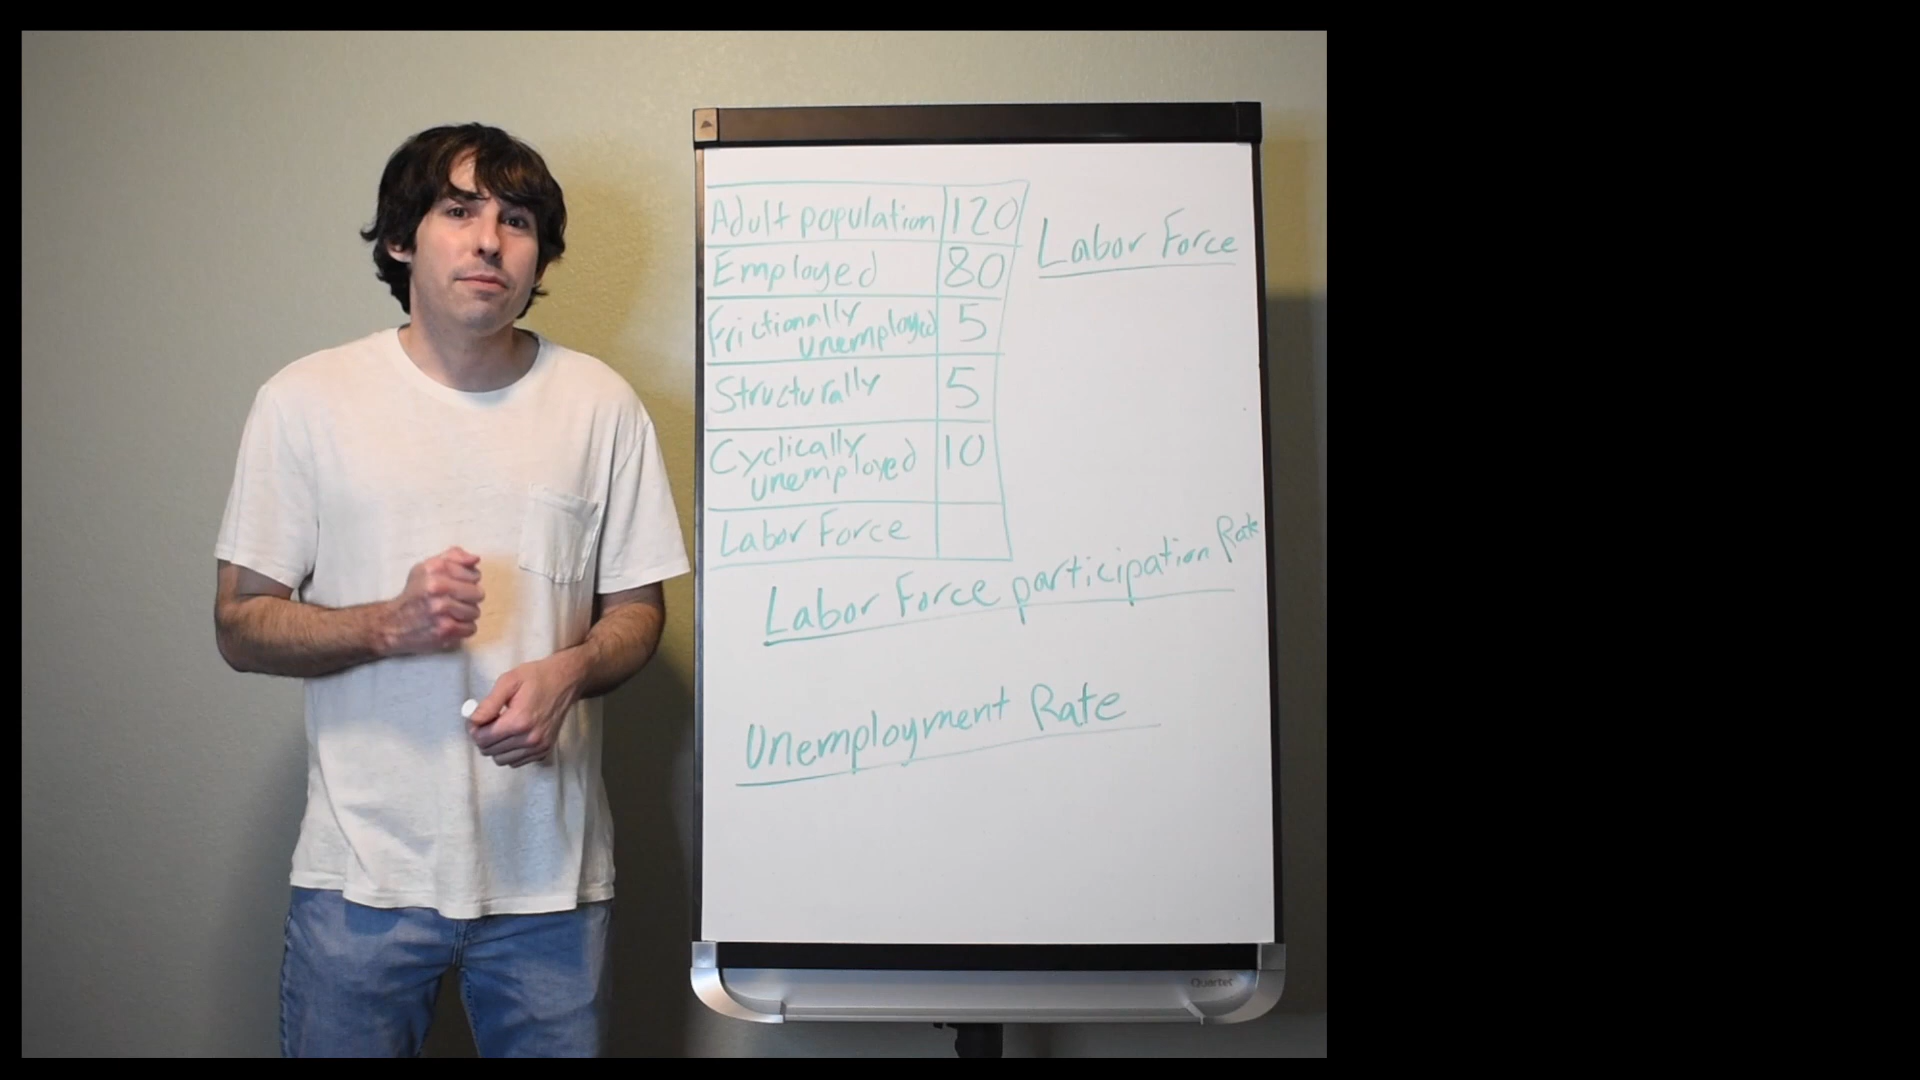 Adult population 120
Labor Force
Employed 80
Frictionally
unemployed 5
Structurally 5
Cyclically
unemployed 10
Labor Force
Labor Force participation Rate
Unemployment Rate
Quartet